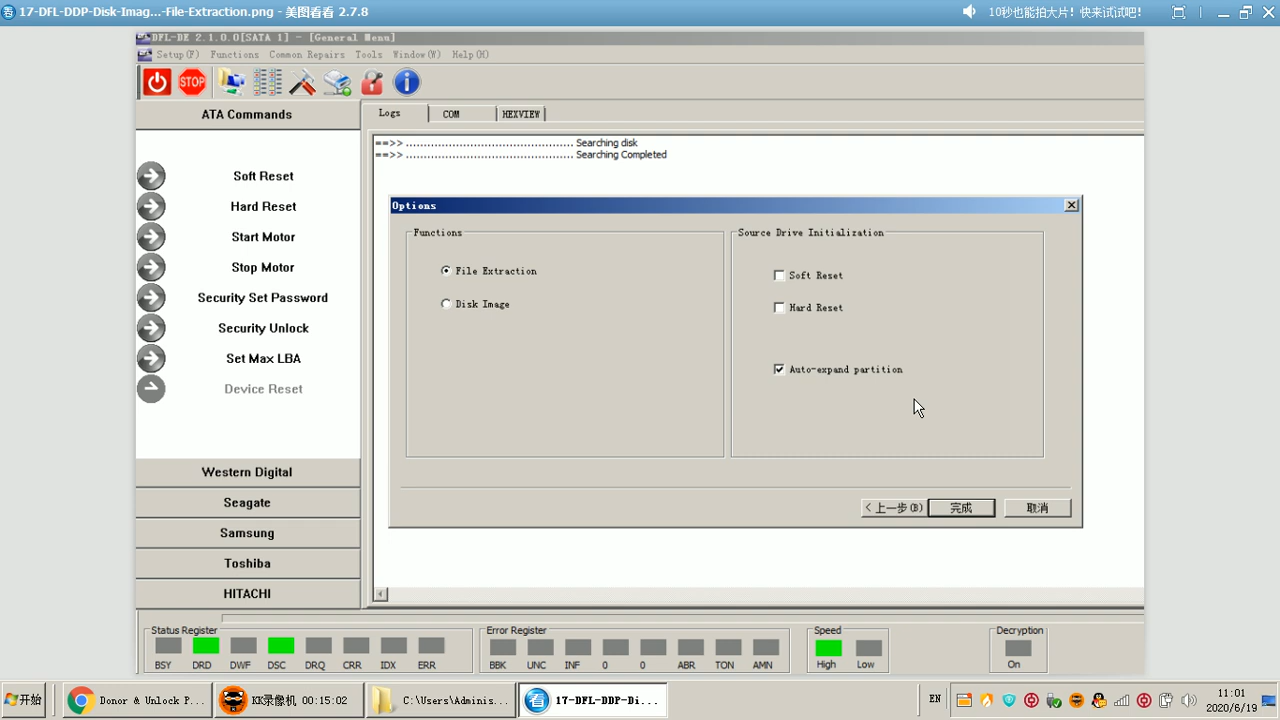 17-DFL-DDP-Disk-Imag...-File-Extraction.png - 美图看看 2.7.8
10秒也能拍大片！快来试试吧！
DFL-DE 2.1.0.0[SATA 1] - [General Menu]
Setup(F) Functions Common Repairs Tools Window(W) Help(H)
STOP
ATA Commands
Logs COM HEXVIEW
==>> ............................................... Searching disk
==>> ............................................... Searching Completed
Soft Reset
Hard Reset
Start Motor
Stop Motor
Security Set Password
Security Unlock
Set Max LBA
Device Reset
Western Digital
Seagate
Samsung
Toshiba
HITACHI
Options
Functions
File Extraction
Disk Image
Source Drive Initialization
Soft Reset
Hard Reset
Auto-expand partition
< 上一步(B) 完成 取消
Status Register
BSY DRD DWF DSC DRQ CRR IDX ERR
Error Register
BBK UNC INF 0 0 ABR TON AMN
Speed
High Low
Decryption
On
开始 Donor & Unlock P... KK录像机 00:15:02 C:\Users\Adminis... 17-DFL-DDP-Di... EN 11:01
2020/6/19